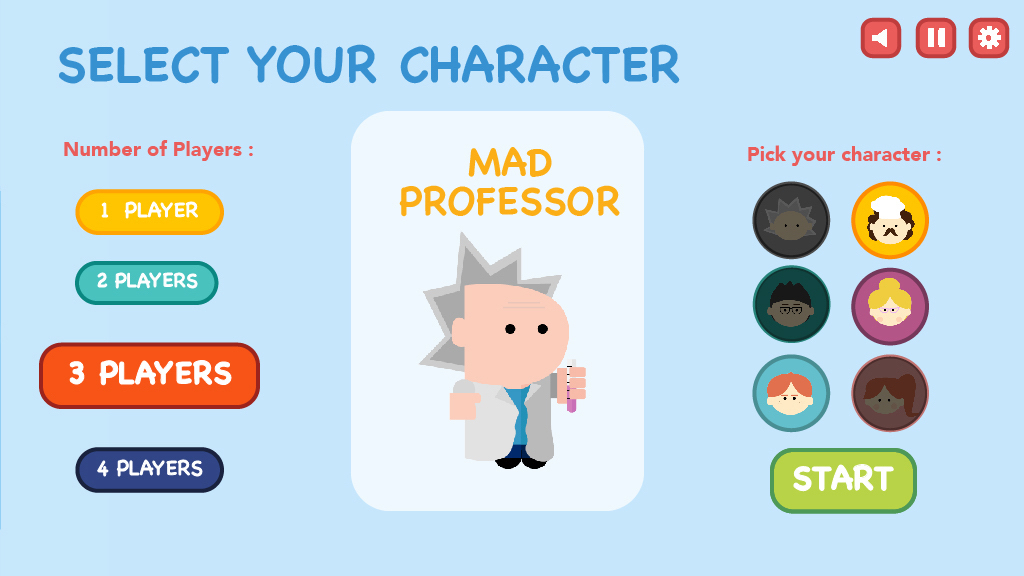 SELECT YOUR CHARACTER
Number of Players :
1 PLAYER
2 PLAYERS
3 PLAYERS
4 PLAYERS
MAD
PROFESSOR
Pick your character :
START